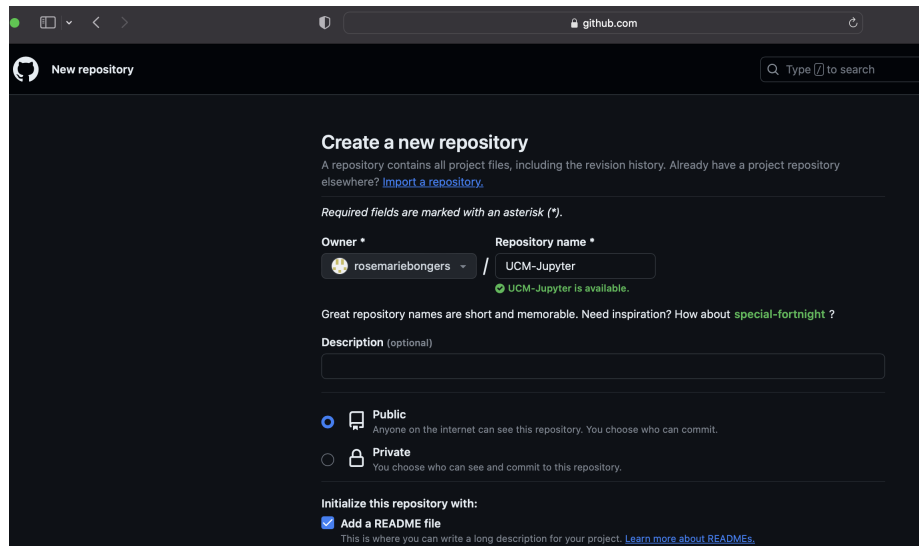 github.com
New repository
Type / to search
Create a new repository
A repository contains all project files, including the revision history. Already have a project repository
elsewhere? Import a repository.
Required fields are marked with an asterisk (*).
Owner * Repository name *
rosemariebongers / UCM-Jupyter
UCM-Jupyter is available.
Great repository names are short and memorable. Need inspiration? How about special-fortnight ?
Description (optional)
Public
Anyone on the internet can see this repository. You choose who can commit.
Private
You choose who can see and commit to this repository.
Initialize this repository with:
Add a README file
This is where you can write a long description for your project. Learn more about READMEs.